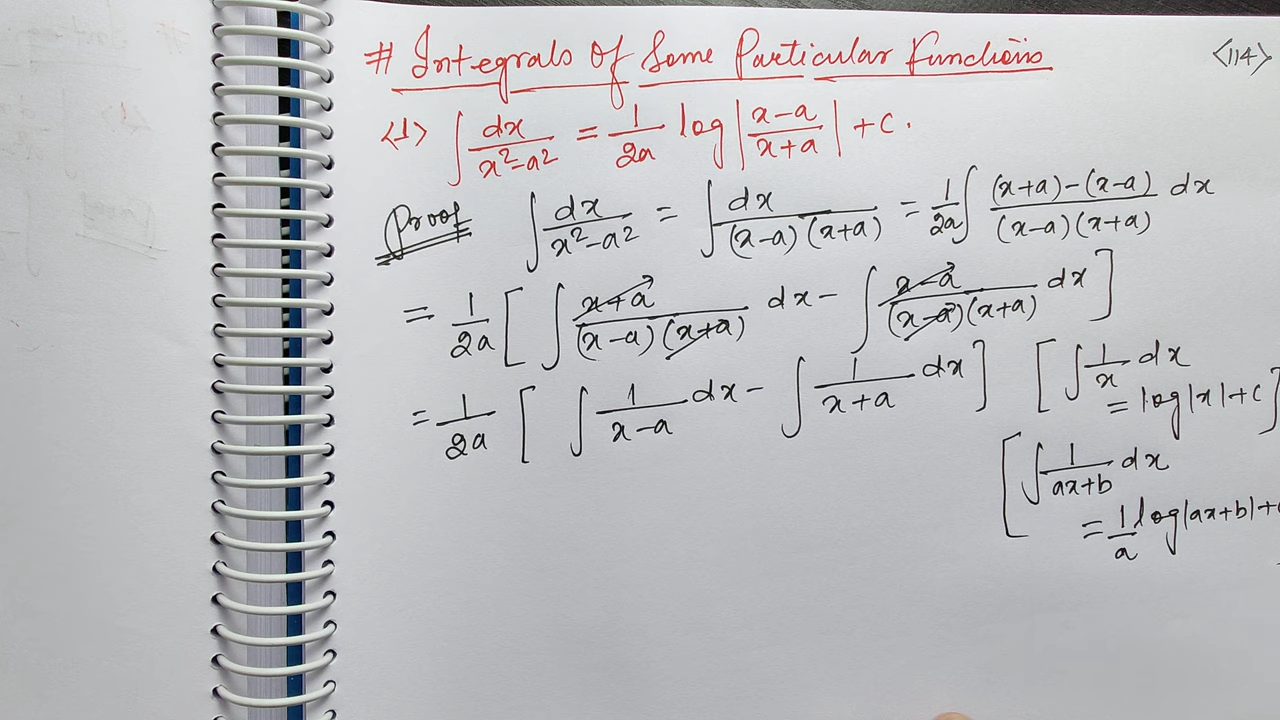 # Integrals Of Some Particular Functions <114>
<1> ∫ dx/(x²-a²) = 1/2a log |(x-a)/(x+a)| + C.
Proof ∫ dx/(x²-a²) = ∫ dx/((x-a)(x+a)) = 1/2a ∫ ((x+a)-(x-a))/((x-a)(x+a)) dx
= 1/2a [ ∫ (x+a)/((x-a)(x+a)) dx - ∫ (x-a)/((x-a)(x+a)) dx ]
= 1/2a [ ∫ 1/(x-a) dx - ∫ 1/(x+a) dx ] [ ∫ 1/x dx
= log|x|+C ]
[ ∫ 1/(ax+b) dx
= 1/a log|ax+b|+